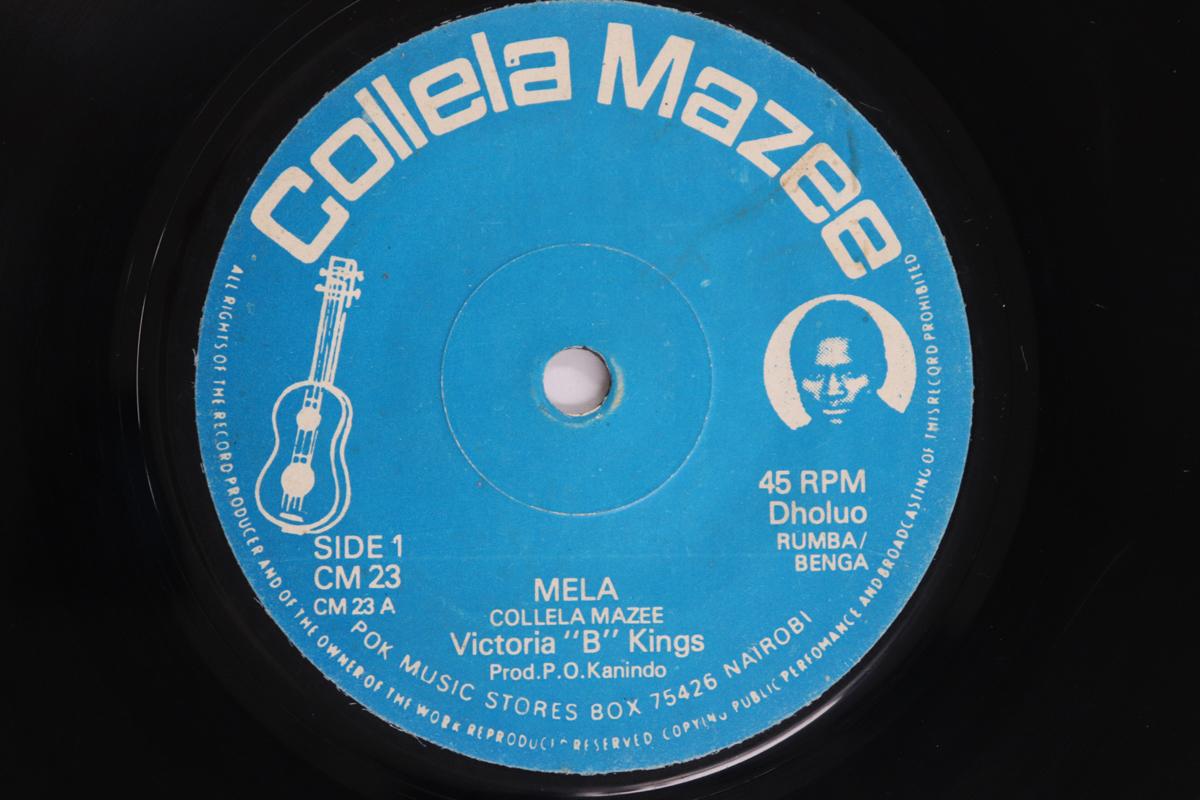 Collela Mazee
SIDE 1
CM 23
CM 23 A
45 RPM
Dholuo
RUMBA/
BENGA
MELA
COLLELA MAZEE
Victoria "B" Kings
Prod.P.O.Kanindo
POK MUSIC STORES BOX 75426 NAIROBI
ALL RIGHTS OF THE RECORD PRODUCER AND OF THE OWNER OF THE WORK RESERVED COPYING PUBLIC PERFOMANCE AND BROADCASTING OF THIS RECORD PROHIBITED